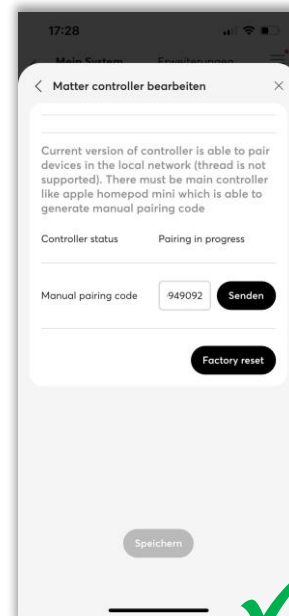 17:28
Mein System Erweiterungen
Matter controller bearbeiten
Current version of controller is able to pair
devices in the local network (thread is not
supported). There must be main controller
like apple homepod mini which is able to
generate manual pairing code
Controller status Pairing in progress
Manual pairing code 949092 Senden
Factory reset
Speichern